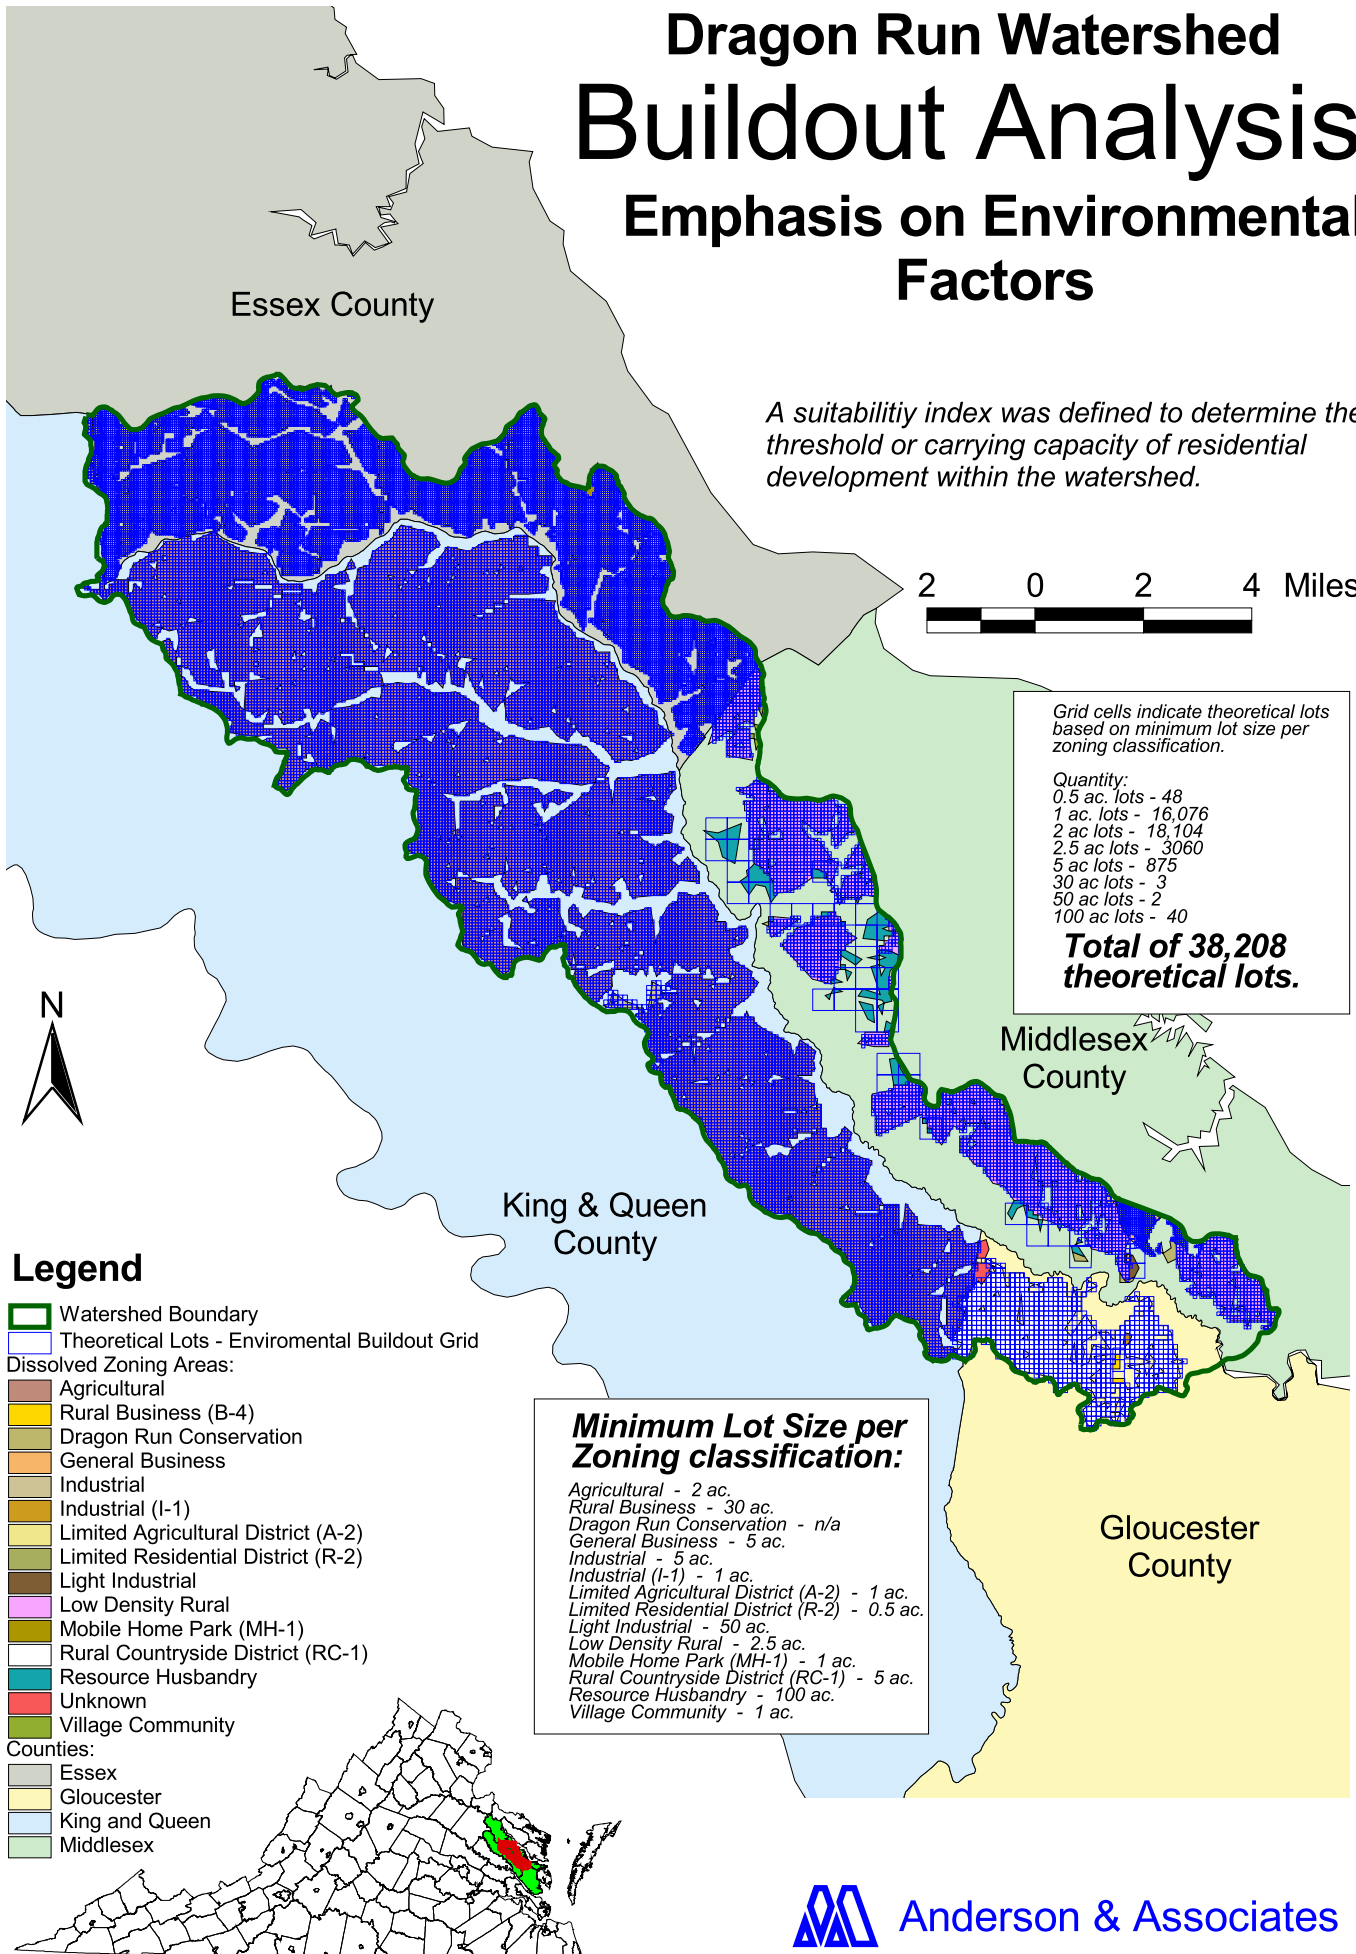 Dragon Run Watershed
Buildout Analysis
Emphasis on Environmental
Factors
Essex County
A suitabilitiy index was defined to determine the
threshold or carrying capacity of residential
development within the watershed.
2 0 2 4 Miles
Grid cells indicate theoretical lots
based on minimum lot size per
zoning classification.
Quantity:
0.5 ac. lots - 48
1 ac. lots - 16,076
2 ac lots - 18,104
2.5 ac lots - 3060
5 ac lots - 875
30 ac lots - 3
50 ac lots - 2
100 ac lots - 40
Total of 38,208
theoretical lots.
N
Middlesex
County
King & Queen
County
Legend
Watershed Boundary
Theoretical Lots - Enviromental Buildout Grid
Dissolved Zoning Areas:
Agricultural
Rural Business (B-4)
Dragon Run Conservation
General Business
Industrial
Industrial (I-1)
Limited Agricultural District (A-2)
Limited Residential District (R-2)
Light Industrial
Low Density Rural
Mobile Home Park (MH-1)
Rural Countryside District (RC-1)
Resource Husbandry
Unknown
Village Community
Counties:
Essex
Gloucester
King and Queen
Middlesex
Minimum Lot Size per
Zoning classification:
Agricultural - 2 ac.
Rural Business - 30 ac.
Dragon Run Conservation - n/a
General Business - 5 ac.
Industrial - 5 ac.
Industrial (I-1) - 1 ac.
Limited Agricultural District (A-2) - 1 ac.
Limited Residential District (R-2) - 0.5 ac.
Light Industrial - 50 ac.
Low Density Rural - 2.5 ac.
Mobile Home Park (MH-1) - 1 ac.
Rural Countryside District (RC-1) - 5 ac.
Resource Husbandry - 100 ac.
Village Community - 1 ac.
Gloucester
County
Anderson & Associates